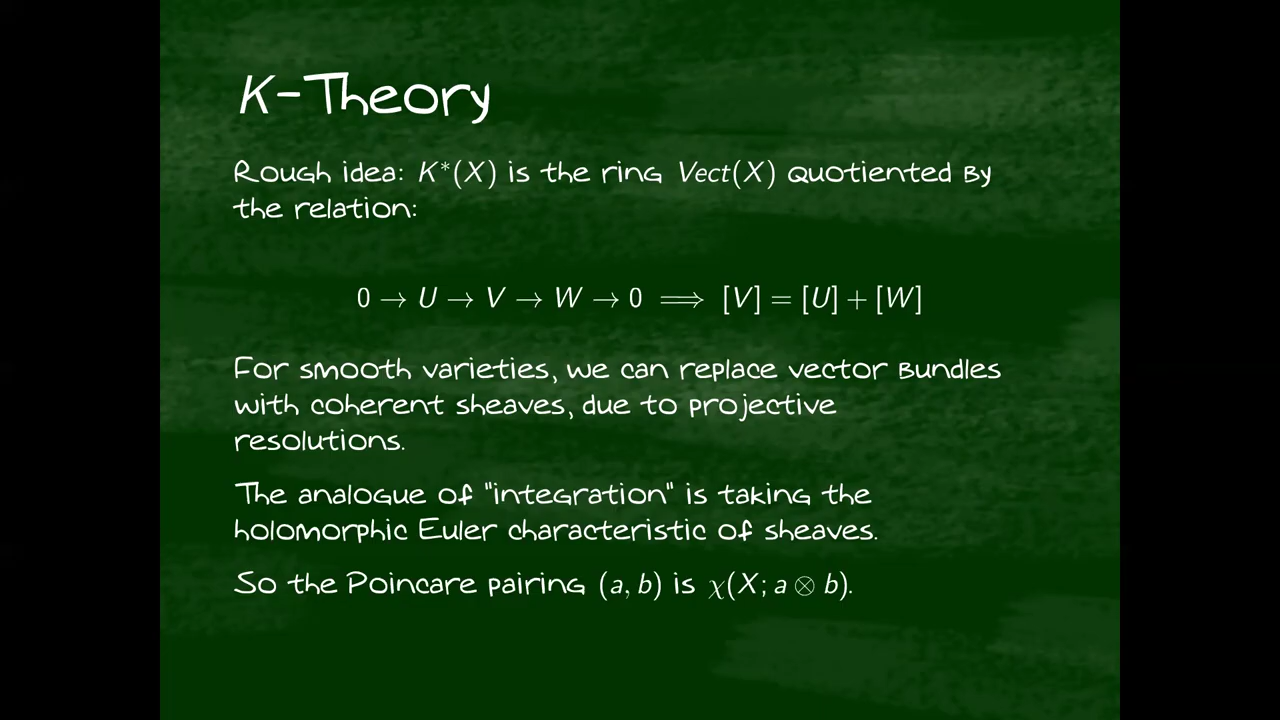 K-Theory
Rough idea: K*(X) is the ring Vect(X) quotiented by
the relation:
0 → U → V → W → 0 ⟹ [V] = [U] + [W]
For smooth varieties, we can replace vector bundles
with coherent sheaves, due to projective
resolutions.
The analogue of "integration" is taking the
holomorphic Euler characteristic of sheaves.
So the Poincare pairing (a, b) is χ(X; a ⊗ b).